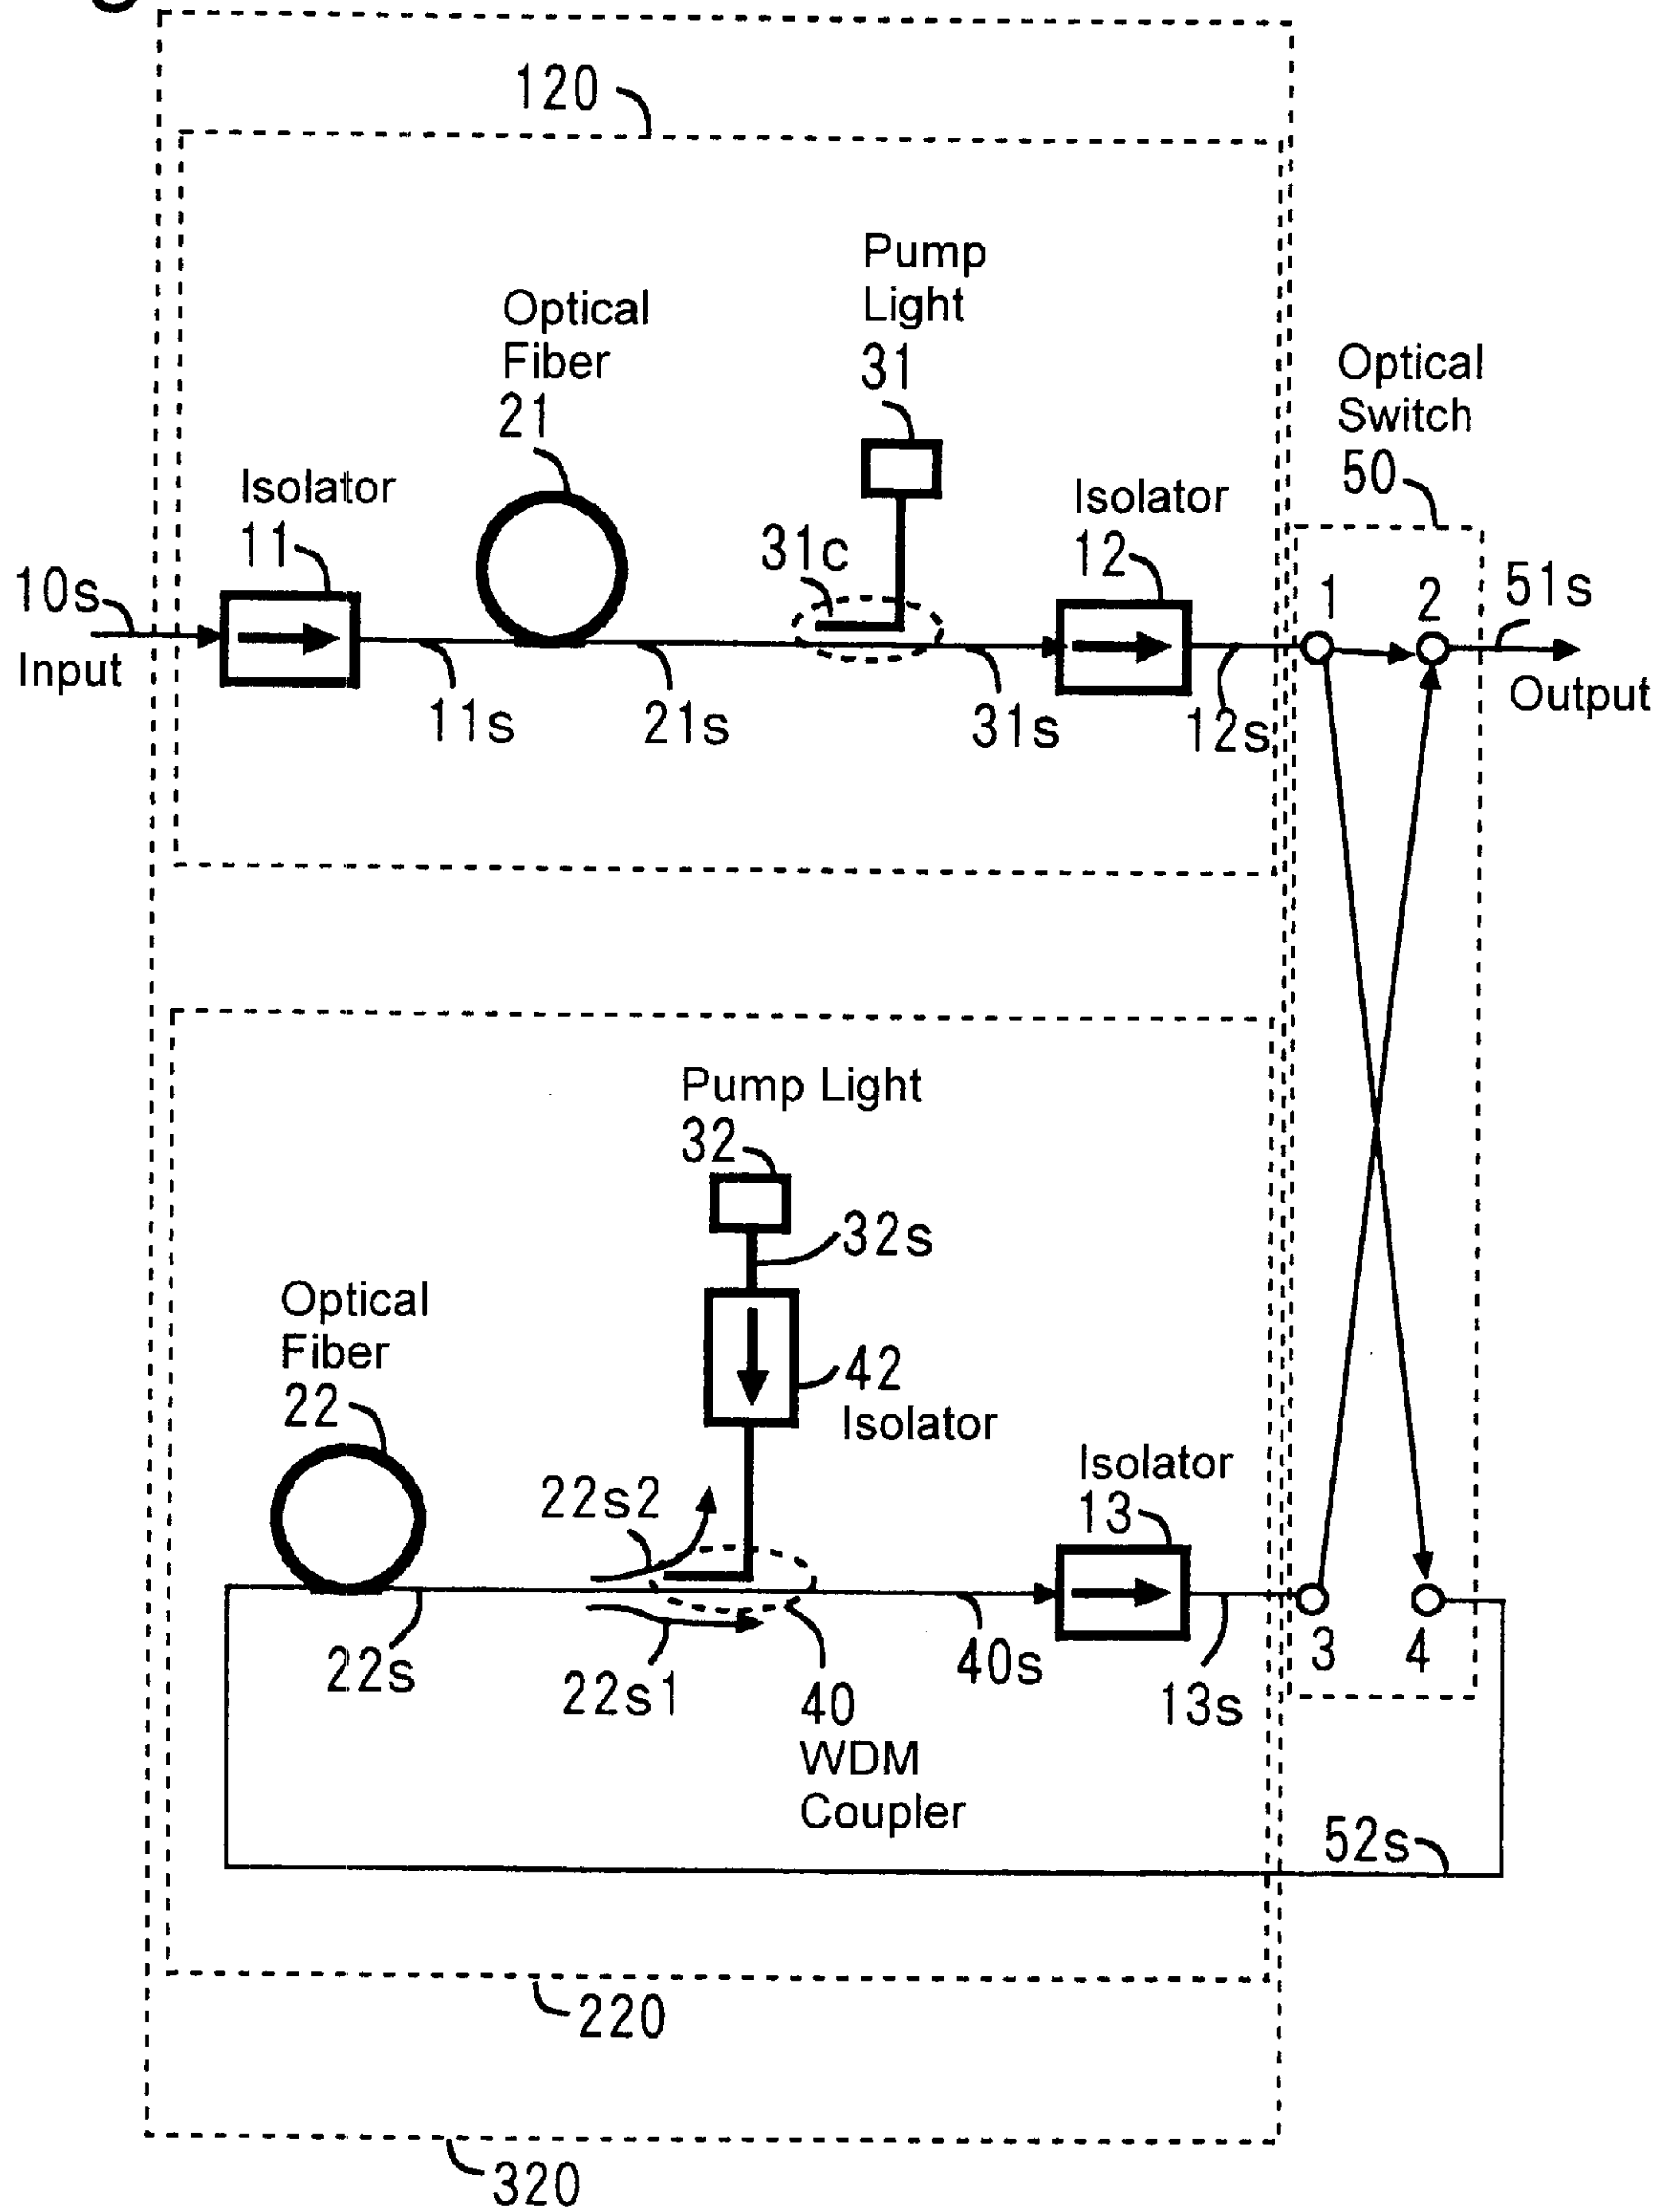 120
Pump
Light
31
Optical
Fiber
21
Optical
Switch
50
Isolator
11
31c
Isolator
12
10s
Input
1
2
51s
Output
11s
21s
31s
12s
Pump Light
32
32s
Optical
Fiber
22
42
Isolator
22s2
Isolator
13
22s
22s1
40
WDM
Coupler
40s
13s
3
4
52s
220
320